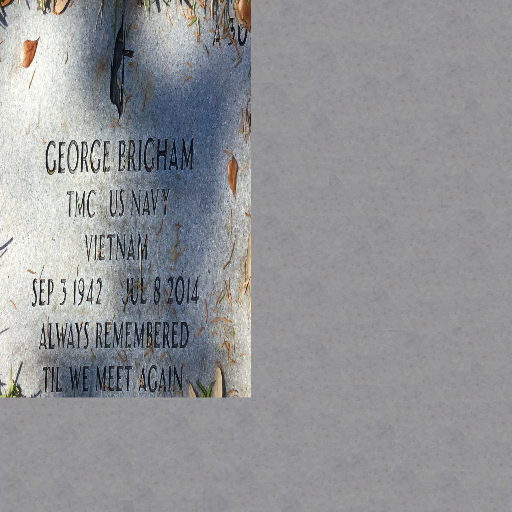 GEORGE BRIGHAM
TMC US NAVY
VIETNAM
SEP 3 1942 JUL 8 2014
ALWAYS REMEMBERED
TIL WE MEET AGAIN